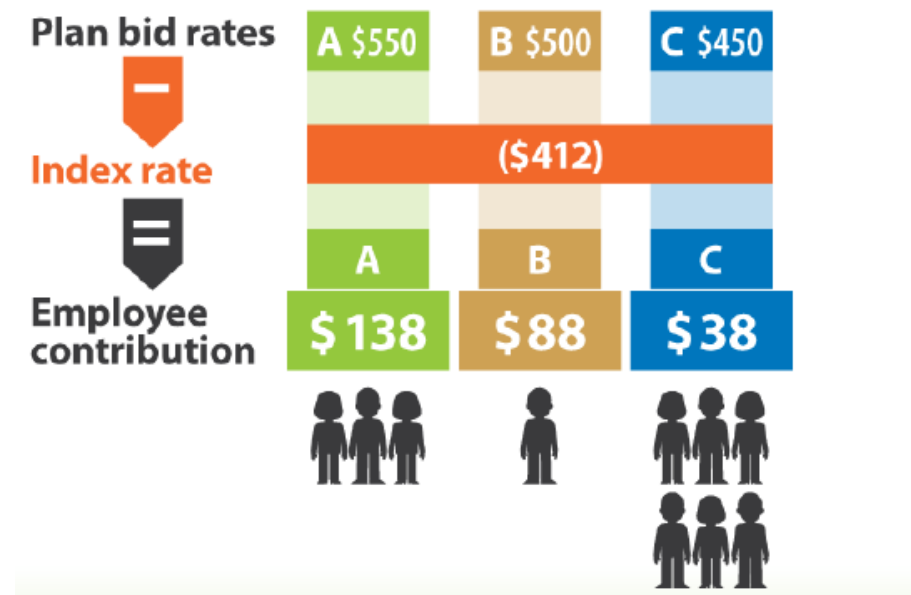 Plan bid rates
A $550
B $500
C $450
Index rate
($412)
A
B
C
Employee
contribution
$138
$88
$38